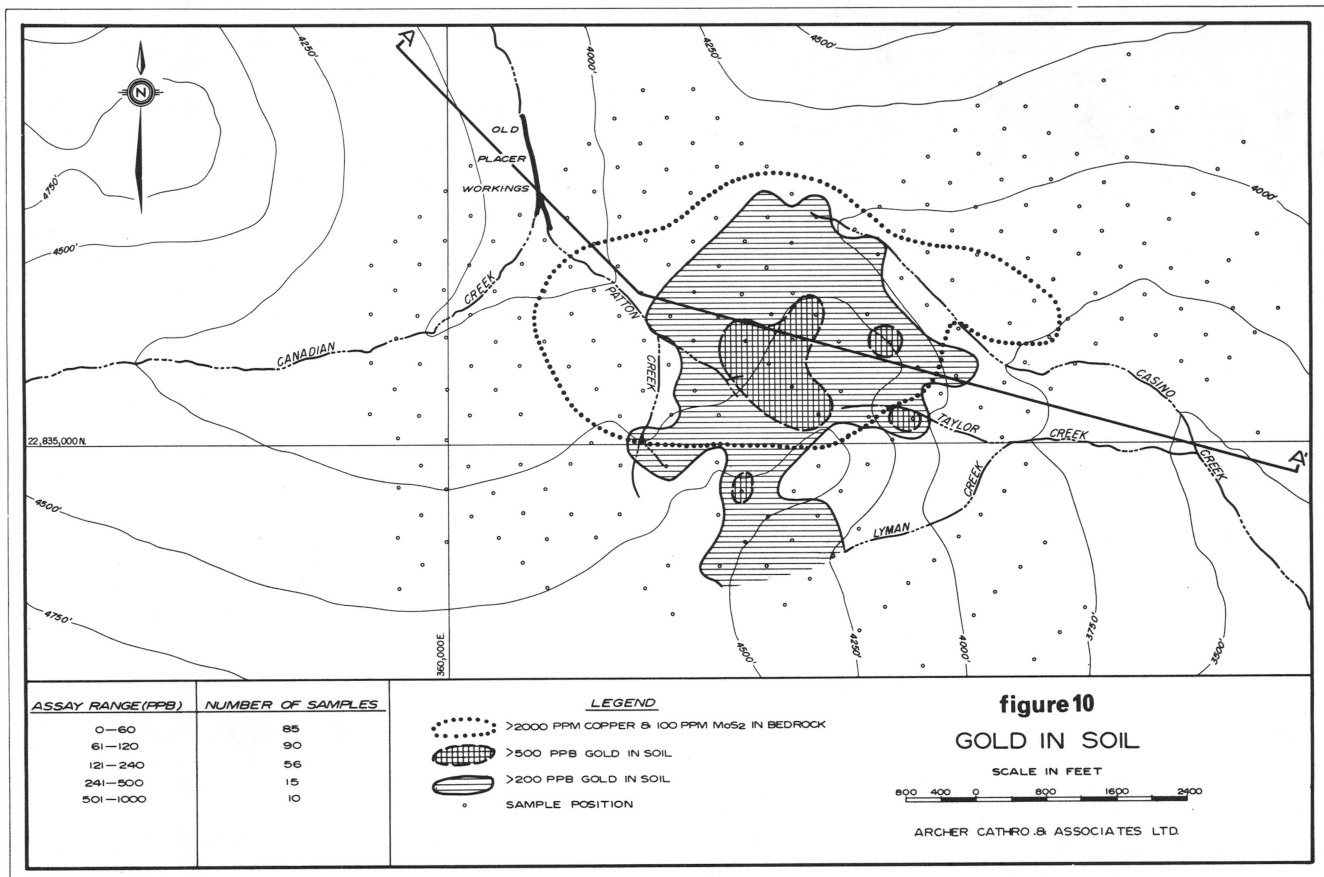 A
4250'
4000'
4250'
4500'
N
OLD
PLACER
WORKINGS
4750'
4500'
4000'
CREEK
PATTON
CANADIAN
CREEK
CASINO
TAYLOR
CREEK
CREEK
A'
22,835,000 N.
CREEK
LYMAN
4500'
4750'
360,000 E.
4500'
4250'
4000'
3750'
3500'
ASSAY RANGE (PPB) NUMBER OF SAMPLES
0—60 85
61—120 90
121—240 56
241—500 15
501—1000 10
LEGEND
>2000 PPM COPPER & 100 PPM MoS2 IN BEDROCK
>500 PPB GOLD IN SOIL
>200 PPB GOLD IN SOIL
SAMPLE POSITION
figure 10
GOLD IN SOIL
SCALE IN FEET
800 400 0 800 1600 2400
ARCHER CATHRO. & ASSOCIATES LTD.